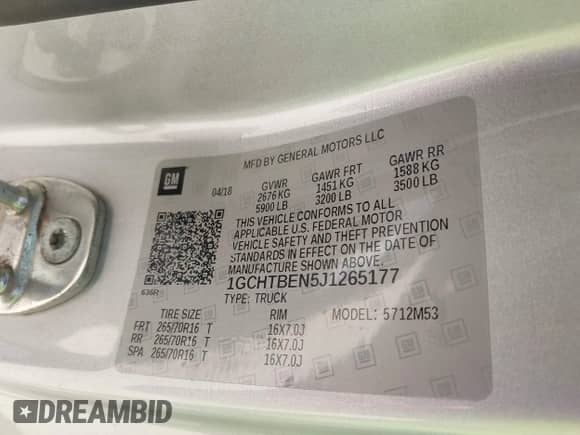 MFD BY GENERAL MOTORS LLC
GM
04/18
GVWR GAWR FRT GAWR RR
2676 KG 1451 KG 1588 KG
5900 LB 3200 LB 3500 LB
THIS VEHICLE CONFORMS TO ALL
APPLICABLE U.S. FEDERAL MOTOR
VEHICLE SAFETY AND THEFT PREVENTION
STANDARDS IN EFFECT ON THE DATE OF
MANUFACTURE SHOWN ABOVE.
1GCHTBEN5J1265177
636R
TYPE: TRUCK
TIRE SIZE RIM MODEL: 5712M53
FRT 265/70R16 T 16X7.0J
RR 265/70R16 T 16X7.0J
SPA 265/70R16 T 16X7.0J
DREAMBID